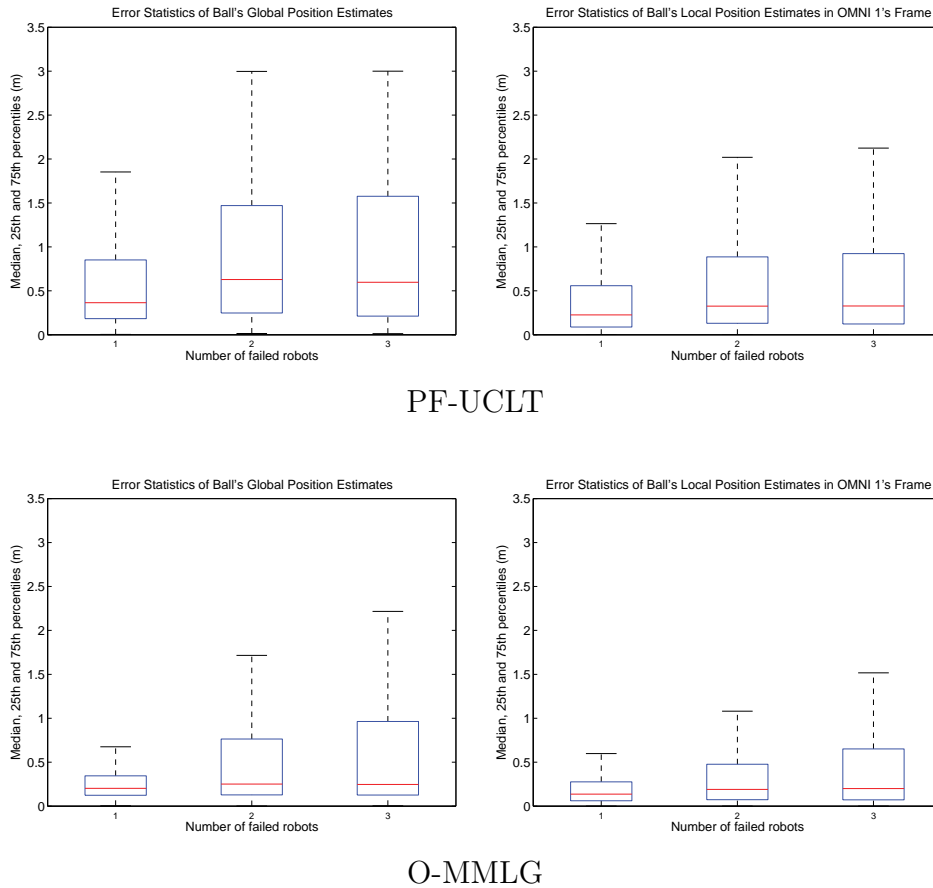 Error Statistics of Ball's Global Position Estimates
Median, 25th and 75th percentiles (m)
3.5
3
2.5
2
1.5
1
0.5
0
1 2 3
Number of failed robots
Error Statistics of Ball's Local Position Estimates in OMNI 1's Frame
Median, 25th and 75th percentiles (m)
3.5
3
2.5
2
1.5
1
0.5
0
1 2 3
Number of failed robots
PF-UCLT
Error Statistics of Ball's Global Position Estimates
Median, 25th and 75th percentiles (m)
3.5
3
2.5
2
1.5
1
0.5
0
1 2 3
Number of failed robots
Error Statistics of Ball's Local Position Estimates in OMNI 1's Frame
Median, 25th and 75th percentiles (m)
3.5
3
2.5
2
1.5
1
0.5
0
1 2 3
Number of failed robots
O-MMLG